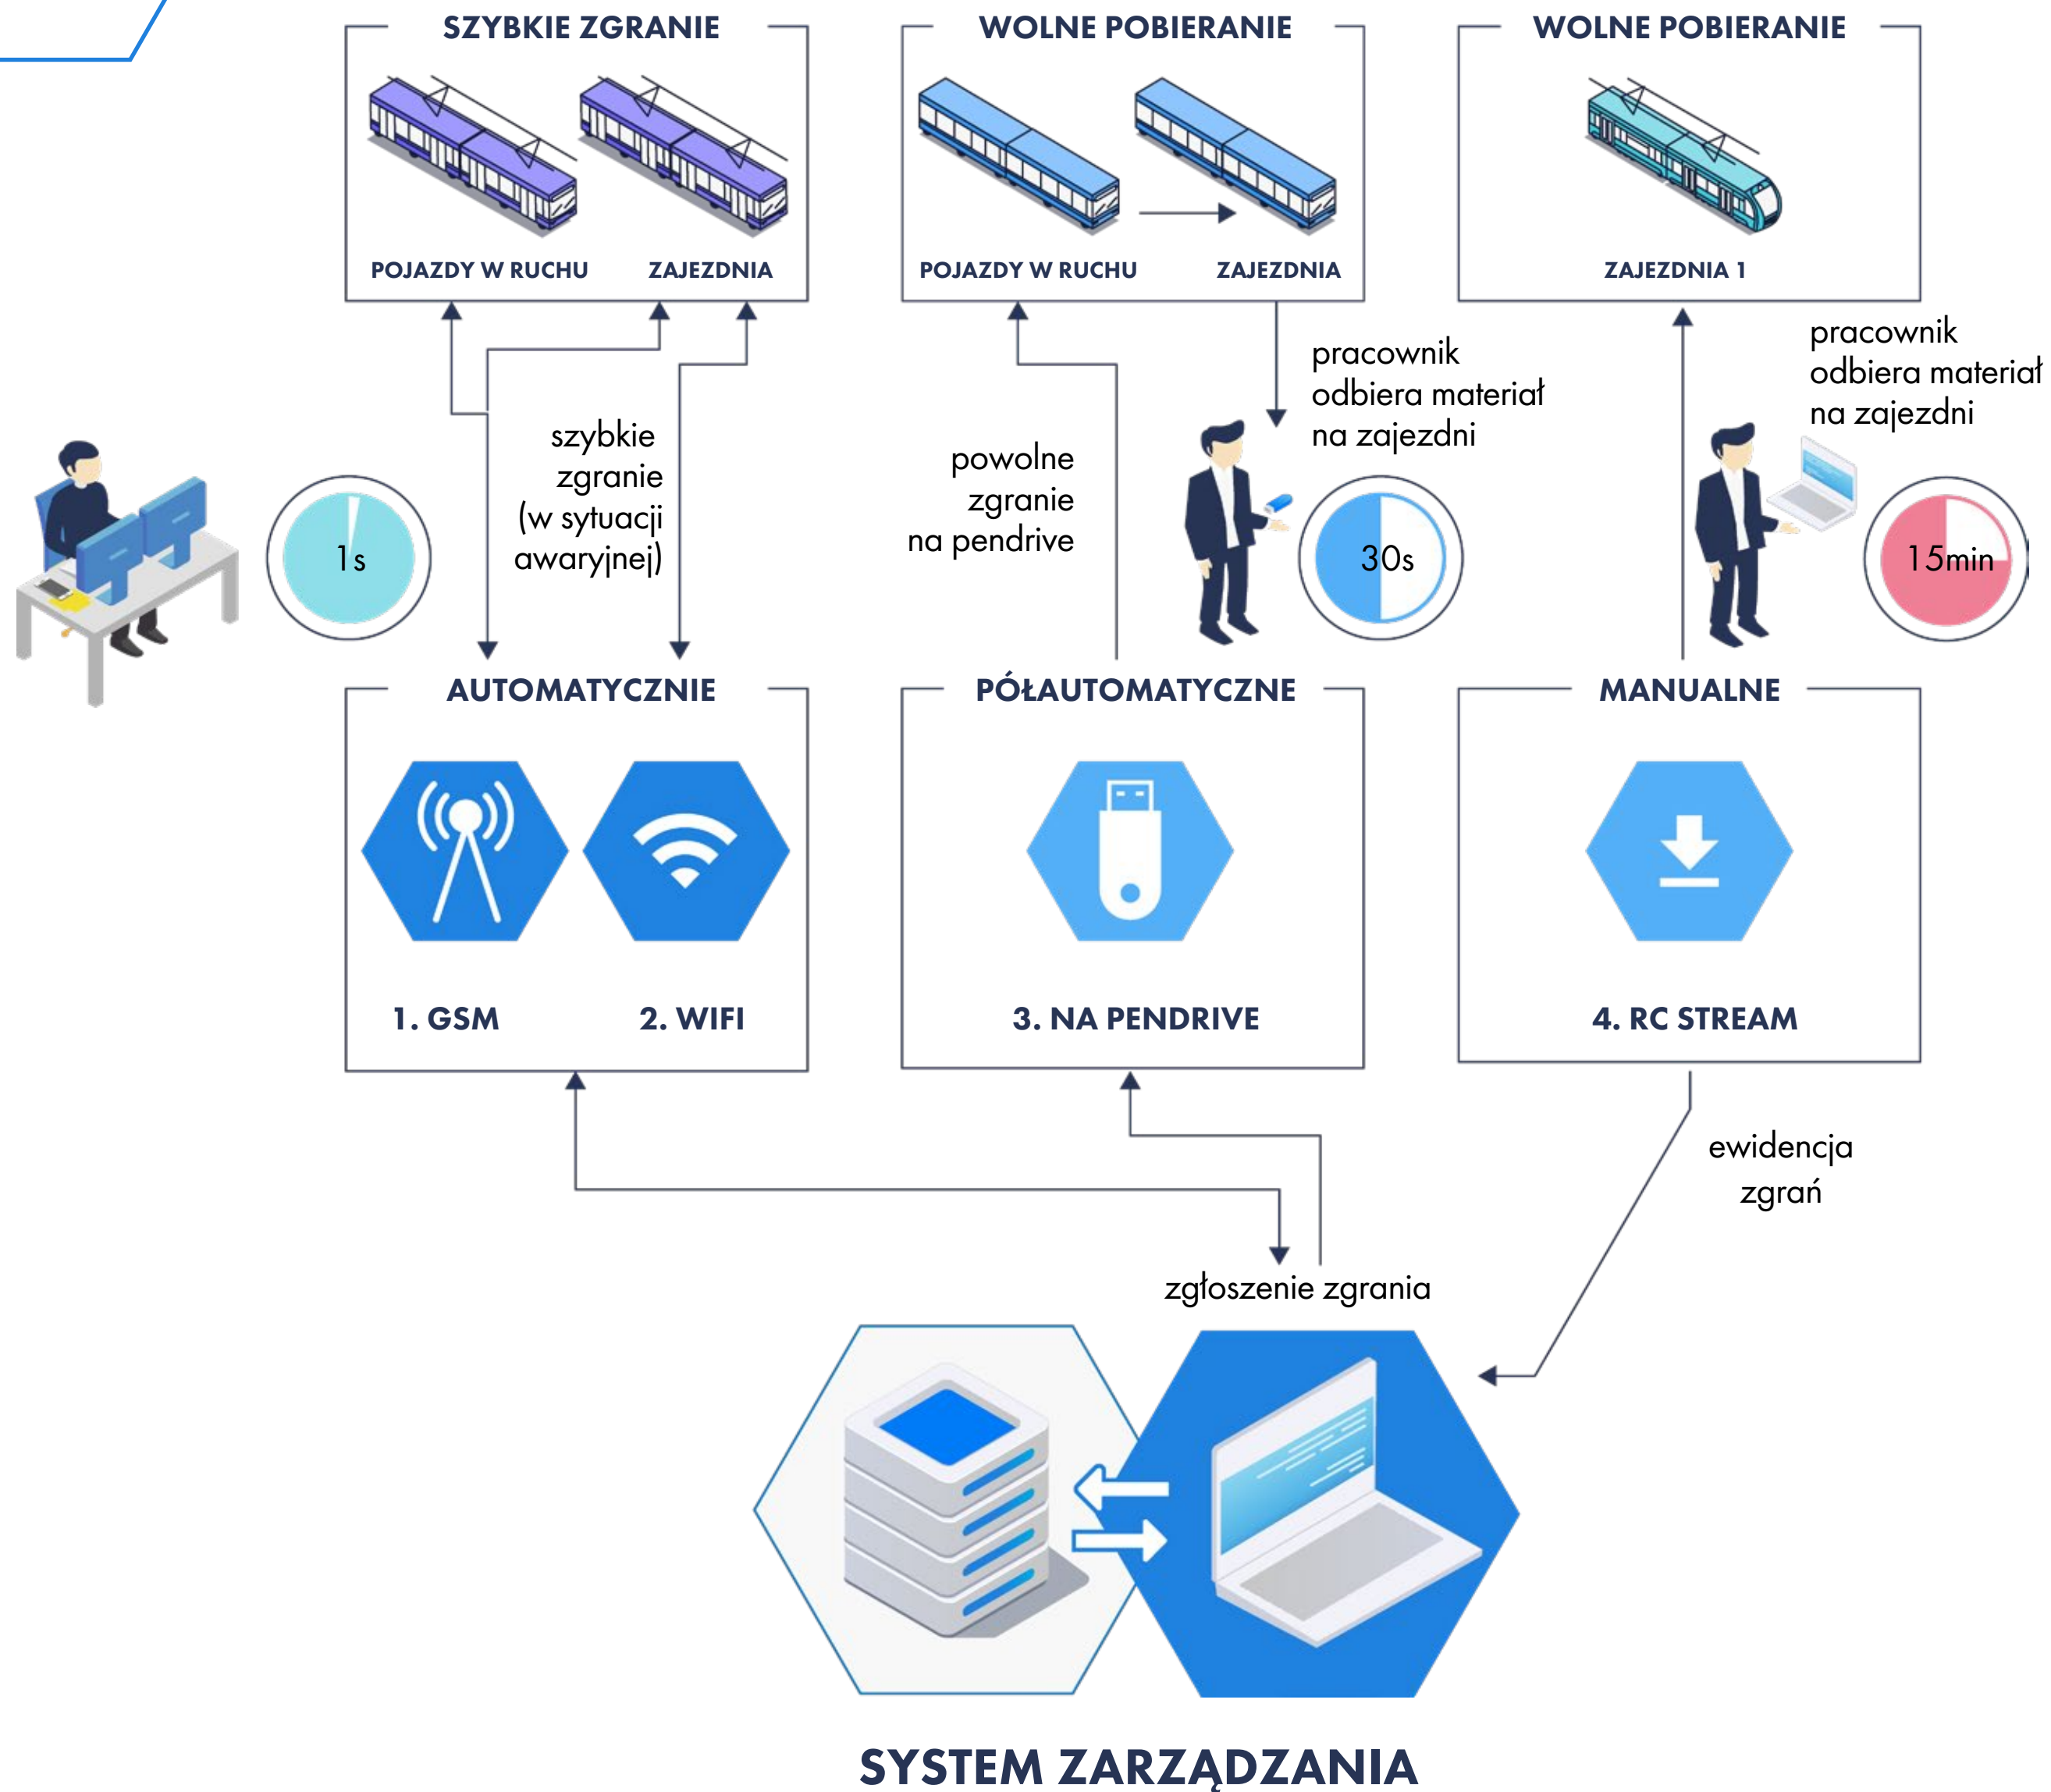 SZYBKIE ZGRANIE
POJAZDY W RUCHU
ZAJEZDNIA
WOLNE POBIERANIE
POJAZDY W RUCHU
ZAJEZDNIA
WOLNE POBIERANIE
ZAJEZDNIA 1
1s
szybkie
zgranie
(w sytuacji
awaryjnej)
powolne
zgranie
na pendrive
pracownik
odbiera materiał
na zajezdni
30s
pracownik
odbiera materiał
na zajezdni
15min
AUTOMATYCZNIE
1. GSM
2. WIFI
PÓŁAUTOMATYCZNE
3. NA PENDRIVE
MANUALNE
4. RC STREAM
ewidencja
zgrań
zgłoszenie zgrania
SYSTEM ZARZĄDZANIA